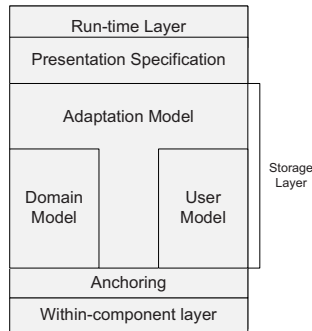 Run-time Layer
Presentation Specification
Adaptation Model
Storage
Layer
Domain
Model
User
Model
Anchoring
Within-component layer